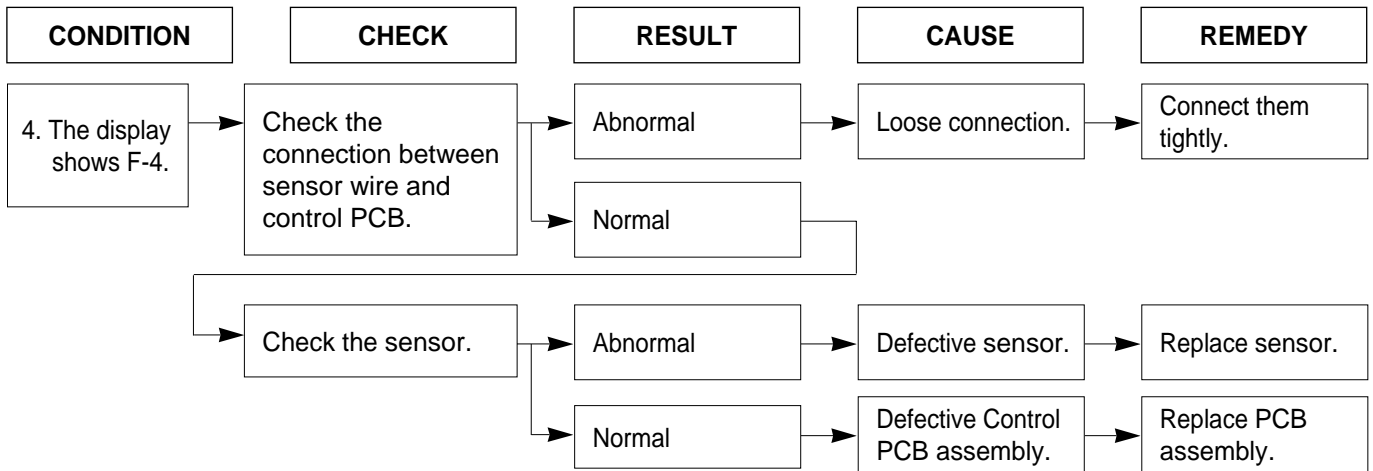 CONDITION
CHECK
RESULT
CAUSE
REMEDY
4. The display
shows F-4.
Check the
connection between
sensor wire and
control PCB.
Abnormal
Loose connection.
Connect them
tightly.
Normal
Check the sensor.
Abnormal
Defective sensor.
Replace sensor.
Normal
Defective Control
PCB assembly.
Replace PCB
assembly.